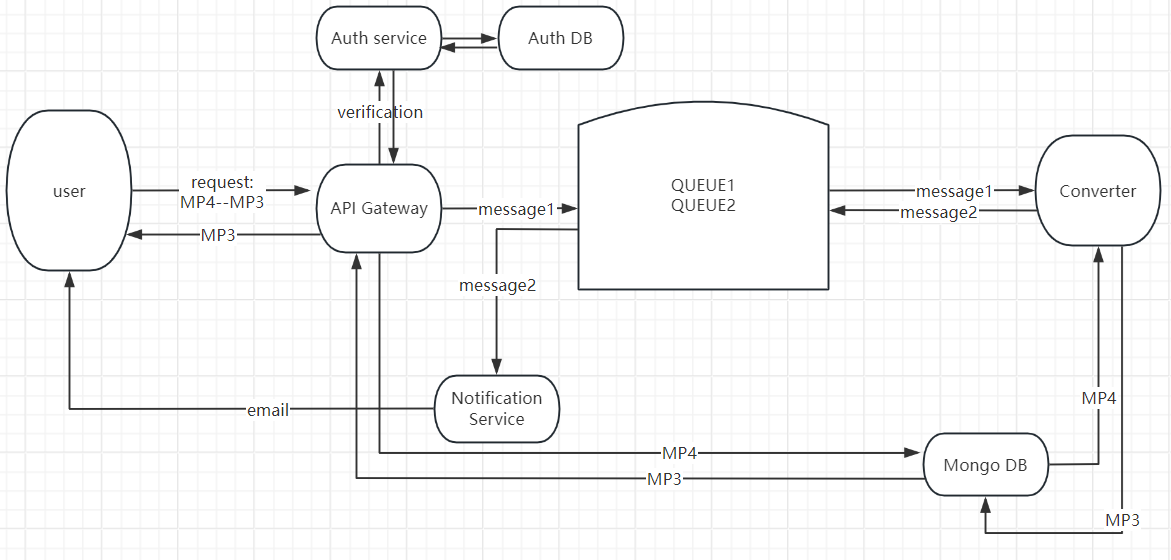 Auth service
Auth DB
verification
user
request:
MP4--MP3
API Gateway
message1
QUEUE1
QUEUE2
message1
message2
Converter
MP3
message2
email
Notification
Service
MP4
MP4
Mongo DB
MP3
MP3